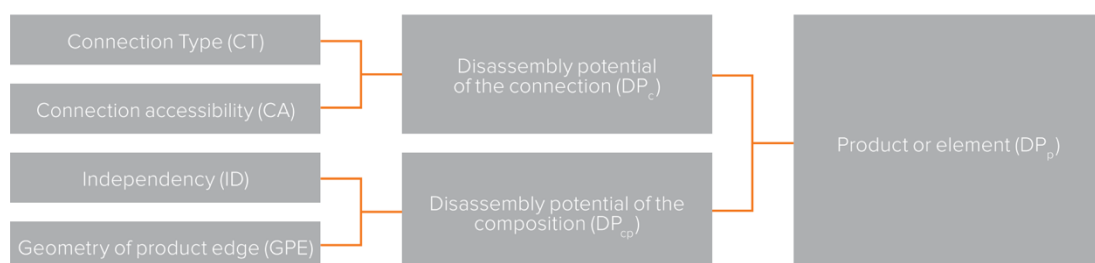 Connection Type (CT)
Connection accessibility (CA)
Independency (ID)
Geometry of product edge (GPE)
Disassembly potential
of the connection (DPc)
Disassembly potential of the
composition (DPcp)
Product or element (DPp)